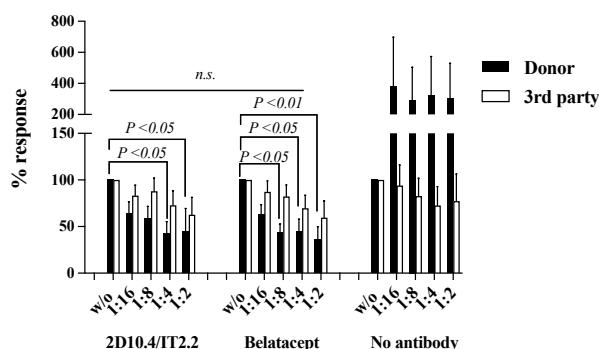 800
600
400
200
150
100
50
0
% response
n.s.
P <0.05
P <0.05
P <0.01
P <0.05
P <0.05
Donor
3rd party
w/o 1:16 1:8 1:4 1:2 w/o 1:16 1:8 1:4 1:2 w/o 1:16 1:8 1:4 1:2
2D10.4/IT2.2 Belatacept No antibody